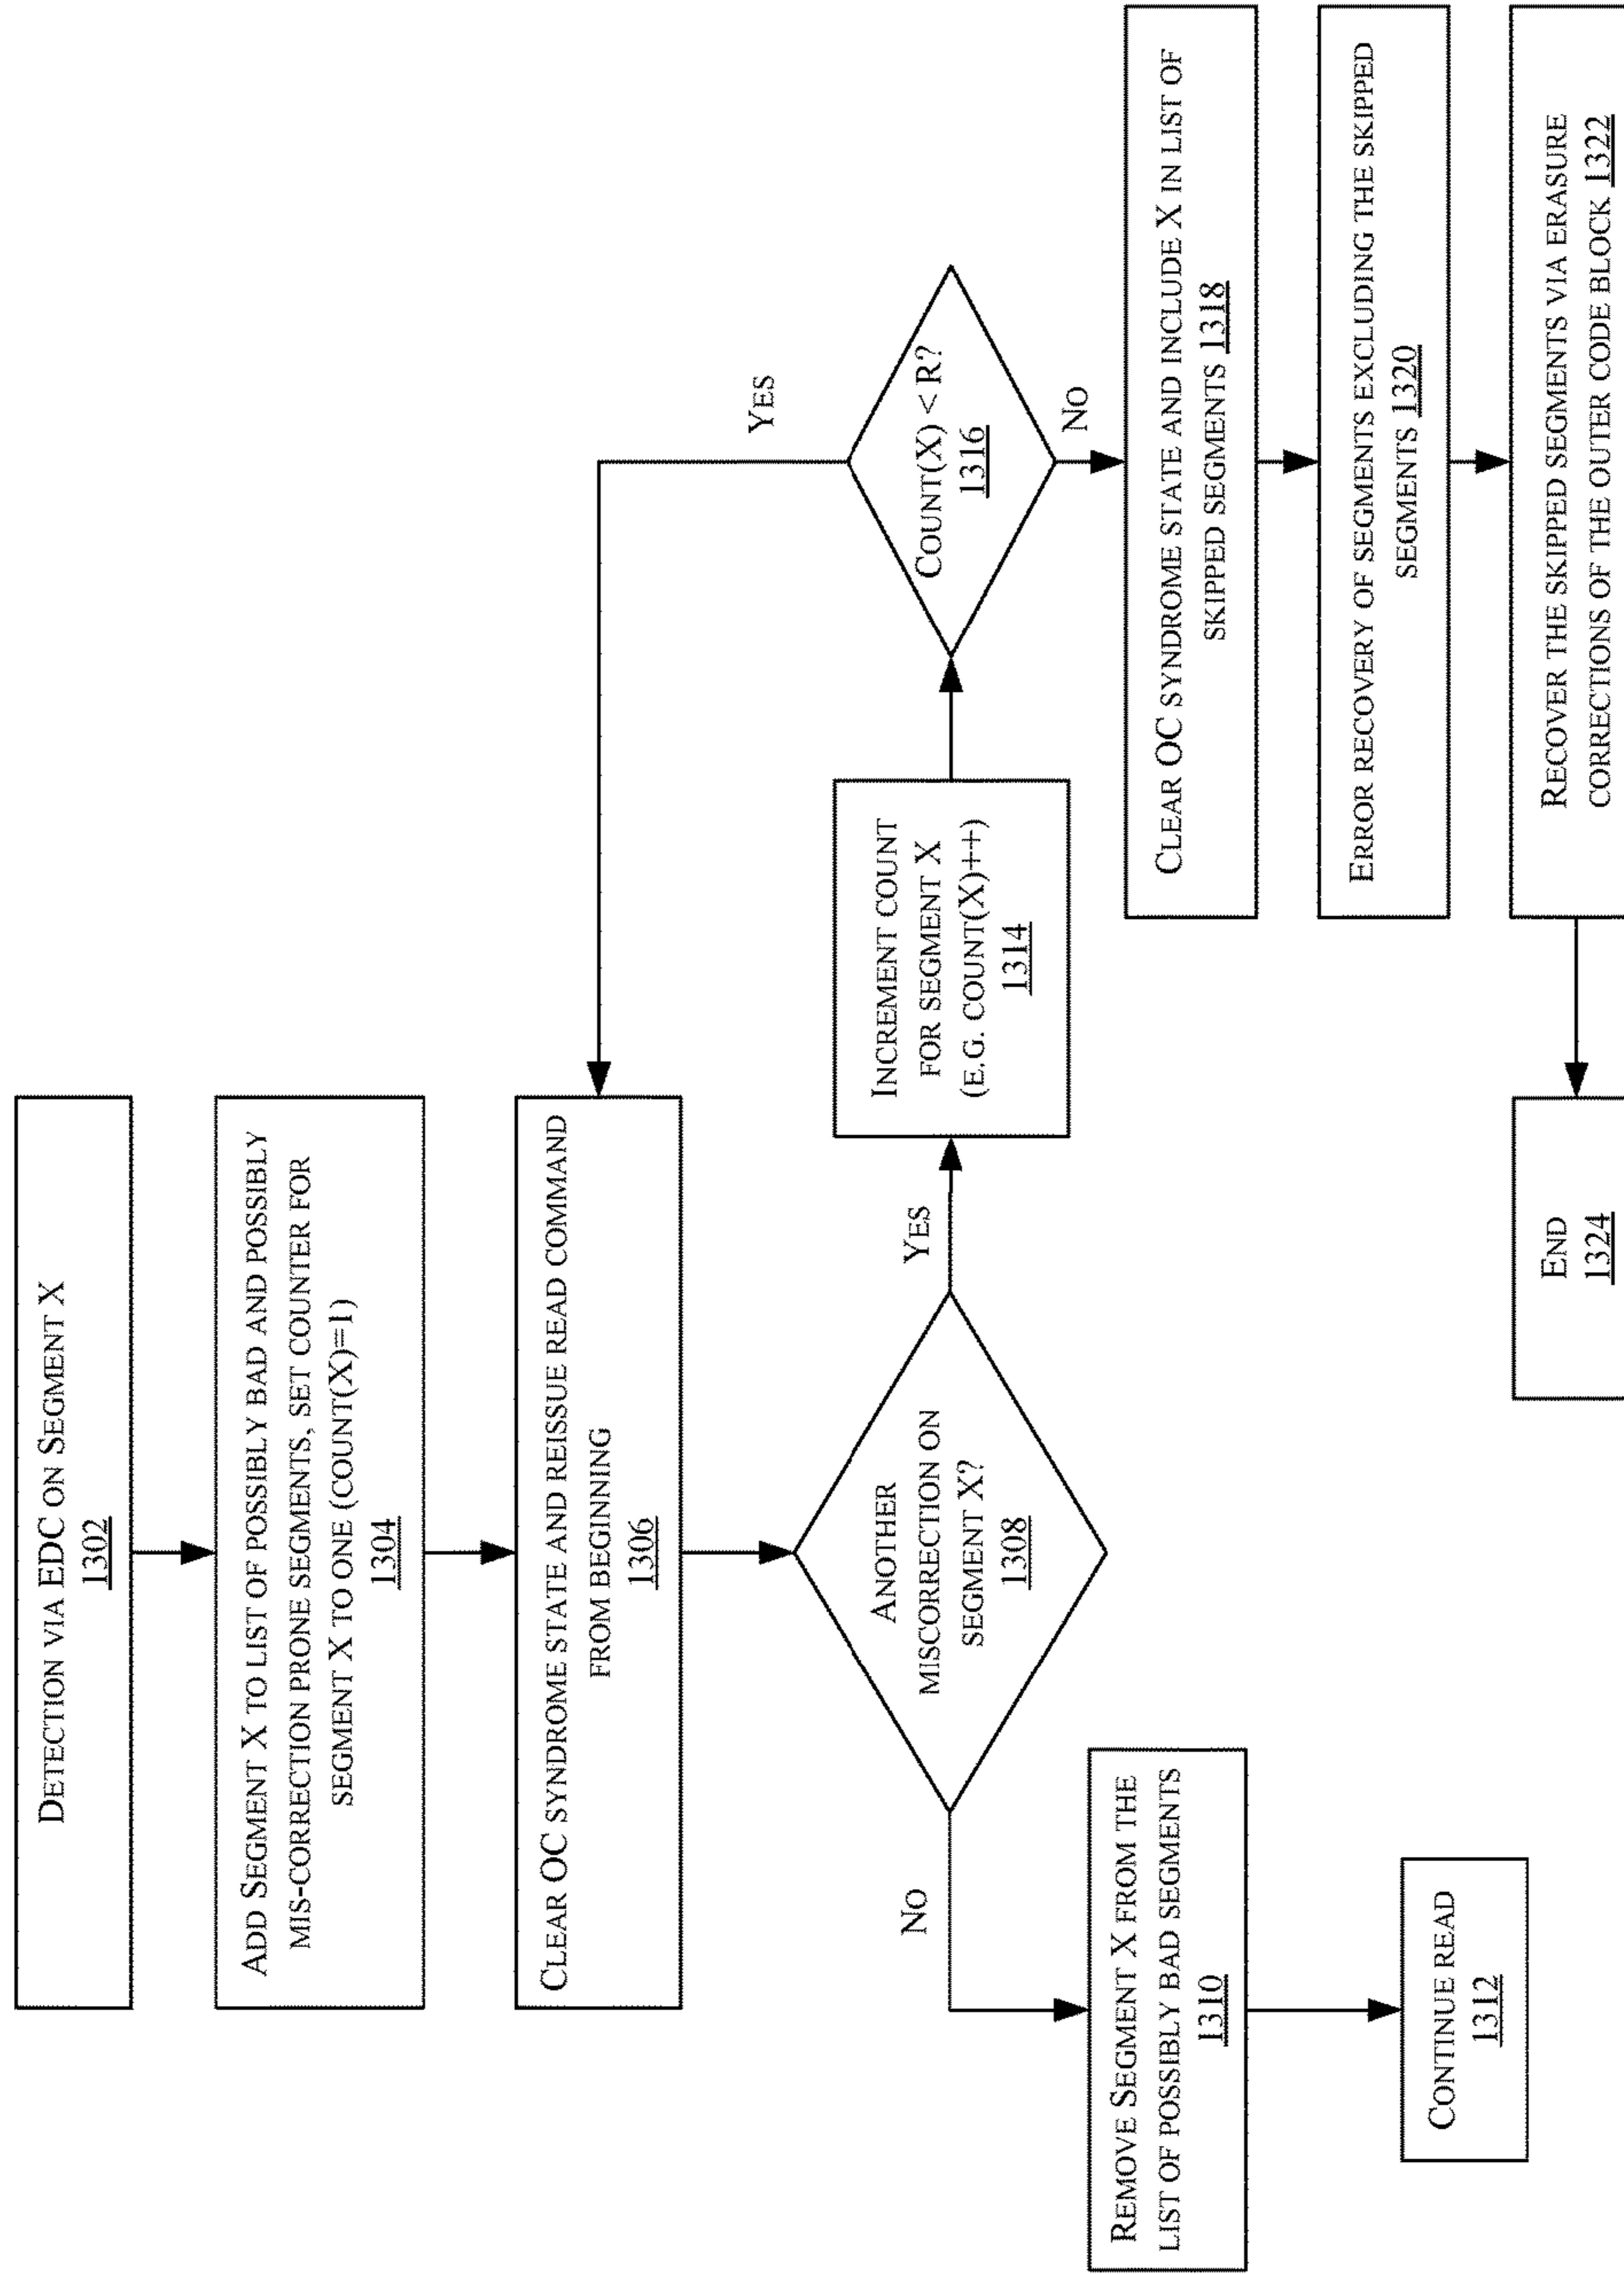 DETECTION VIA EDC ON SEGMENT X
1302
ADD SEGMENT X TO LIST OF POSSIBLY BAD AND POSSIBLY
MIS-CORRECTION PRONE SEGMENTS, SET COUNTER FOR
SEGMENT X TO ONE (COUNT(X)=1)
1304
CLEAR OC SYNDROME STATE AND REISSUE READ COMMAND
FROM BEGINNING
1306
ANOTHER
MISCORRECTION ON
SEGMENT X?
1308
NO
REMOVE SEGMENT X FROM THE
LIST OF POSSIBLY BAD SEGMENTS
1310
CONTINUE READ
1312
YES
INCREMENT COUNT
FOR SEGMENT X
(E.G. COUNT(X)++)
1314
COUNT(X) < R?
1316
YES
NO
CLEAR OC SYNDROME STATE AND INCLUDE X IN LIST OF
SKIPPED SEGMENTS 1318
ERROR RECOVERY OF SEGMENTS EXCLUDING THE SKIPPED
SEGMENTS 1320
RECOVER THE SKIPPED SEGMENTS VIA ERASURE
CORRECTIONS OF THE OUTER CODE BLOCK 1322
END
1324